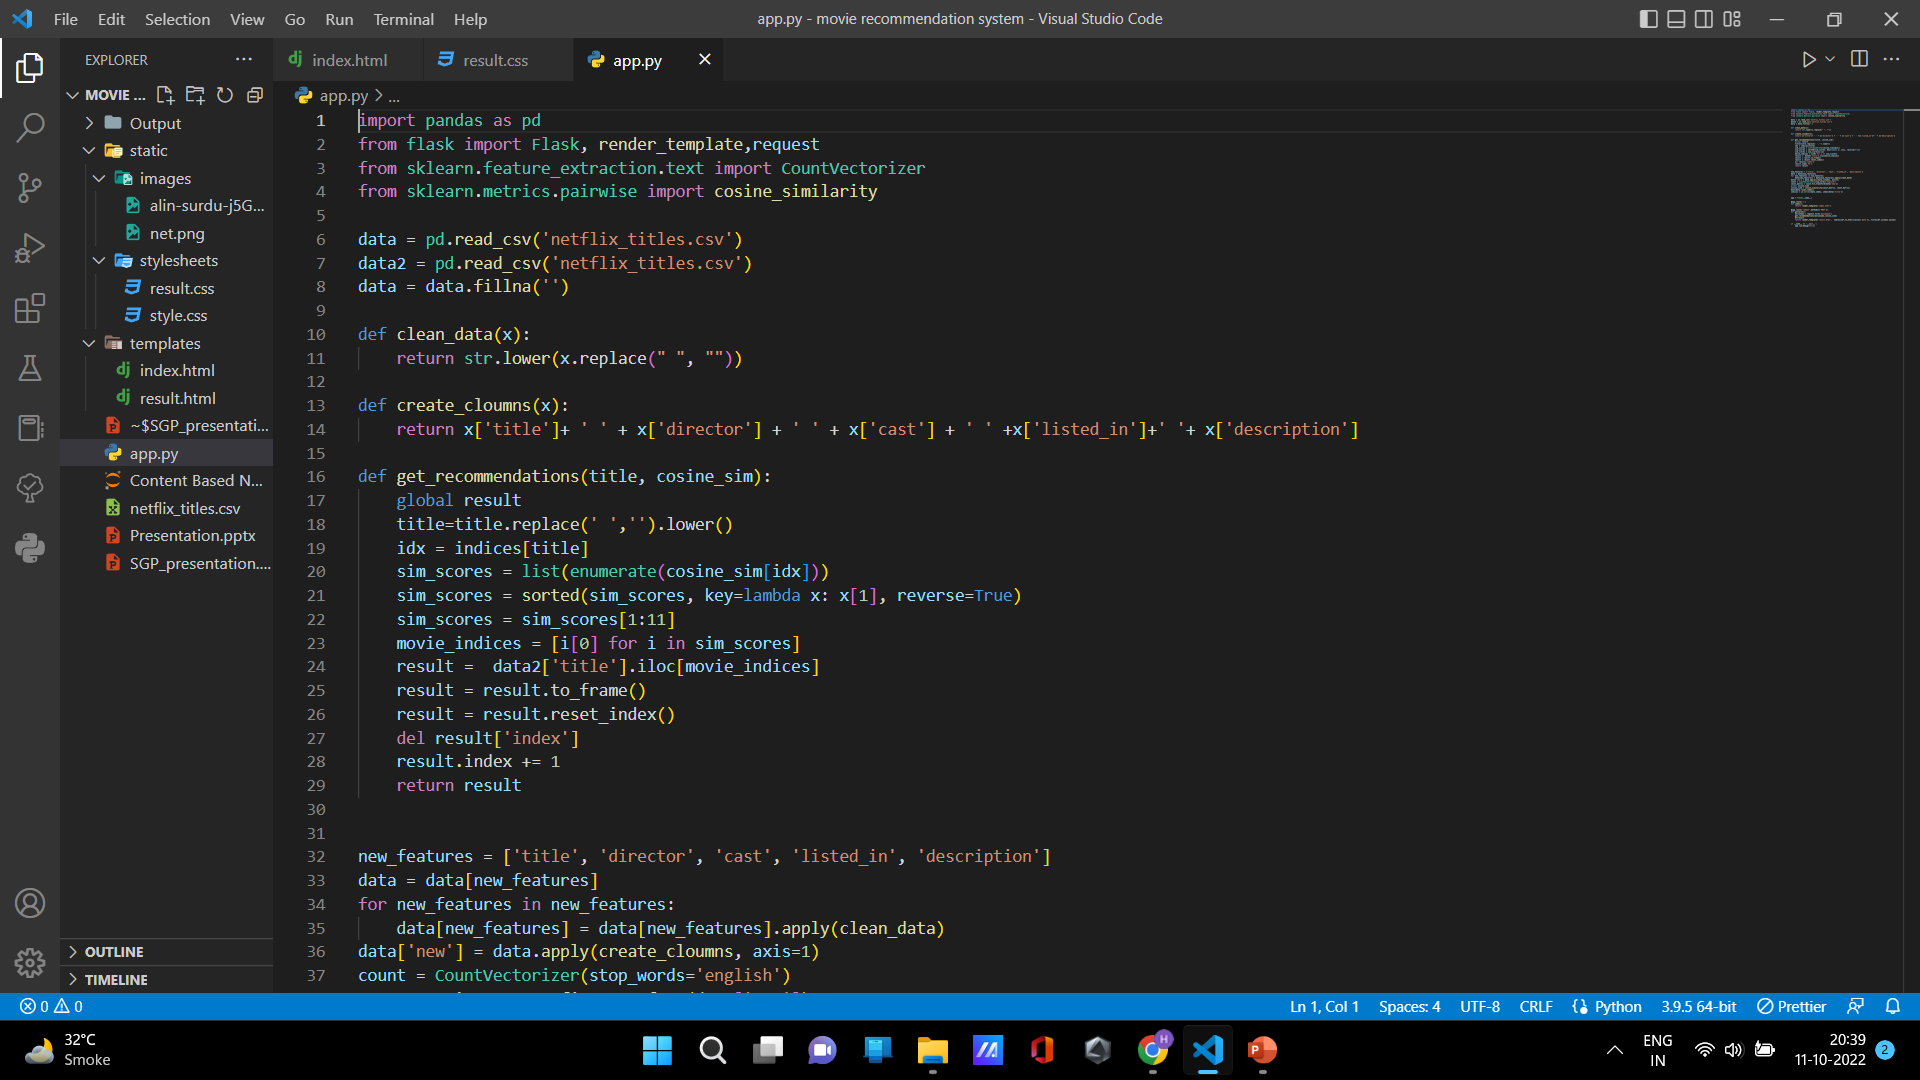 File Edit Selection View Go Run Terminal Help
app.py - movie recommendation system - Visual Studio Code
EXPLORER
index.html
result.css
app.py
MOVIE ...
app.py > ...
Output
static
images
alin-surdu-j5G...
net.png
stylesheets
result.css
style.css
templates
index.html
result.html
~$SGP_presentati...
app.py
Content Based N...
netflix_titles.csv
Presentation.pptx
SGP_presentation....
OUTLINE
TIMELINE
1 import pandas as pd
2 from flask import Flask, render_template,request
3 from sklearn.feature_extraction.text import CountVectorizer
4 from sklearn.metrics.pairwise import cosine_similarity
5
6 data = pd.read_csv('netflix_titles.csv')
7 data2 = pd.read_csv('netflix_titles.csv')
8 data = data.fillna('')
9
10 def clean_data(x):
11     return str.lower(x.replace(" ", ""))
12
13 def create_cloumns(x):
14     return x['title']+ ' ' + x['director'] + ' ' + x['cast'] + ' ' +x['listed_in']+' '+ x['description']
15
16 def get_recommendations(title, cosine_sim):
17     global result
18     title=title.replace(' ','').lower()
19     idx = indices[title]
20     sim_scores = list(enumerate(cosine_sim[idx]))
21     sim_scores = sorted(sim_scores, key=lambda x: x[1], reverse=True)
22     sim_scores = sim_scores[1:11]
23     movie_indices = [i[0] for i in sim_scores]
24     result =  data2['title'].iloc[movie_indices]
25     result = result.to_frame()
26     result = result.reset_index()
27     del result['index']
28     result.index += 1
29     return result
30
31
32 new_features = ['title', 'director', 'cast', 'listed_in', 'description']
33 data = data[new_features]
34 for new_features in new_features:
35     data[new_features] = data[new_features].apply(clean_data)
36 data['new'] = data.apply(create_cloumns, axis=1)
37 count = CountVectorizer(stop_words='english')
0 0
Ln 1, Col 1 Spaces: 4 UTF-8 CRLF Python 3.9.5 64-bit Prettier
32°C
Smoke
ENG
IN
20:39
11-10-2022
2